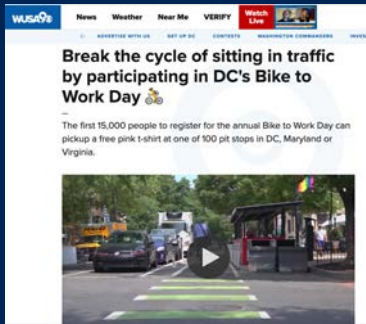 WUSA9
News Weather Near Me VERIFY Watch Live
ADVERTISE WITH US GET UP DC CONTESTS WASHINGTON COMMANDERS INVES
Break the cycle of sitting in traffic
by participating in DC's Bike to
Work Day 🚴
The first 15,000 people to register for the annual Bike to Work Day can
pickup a free pink t-shirt at one of 100 pit stops in DC, Maryland or
Virginia.